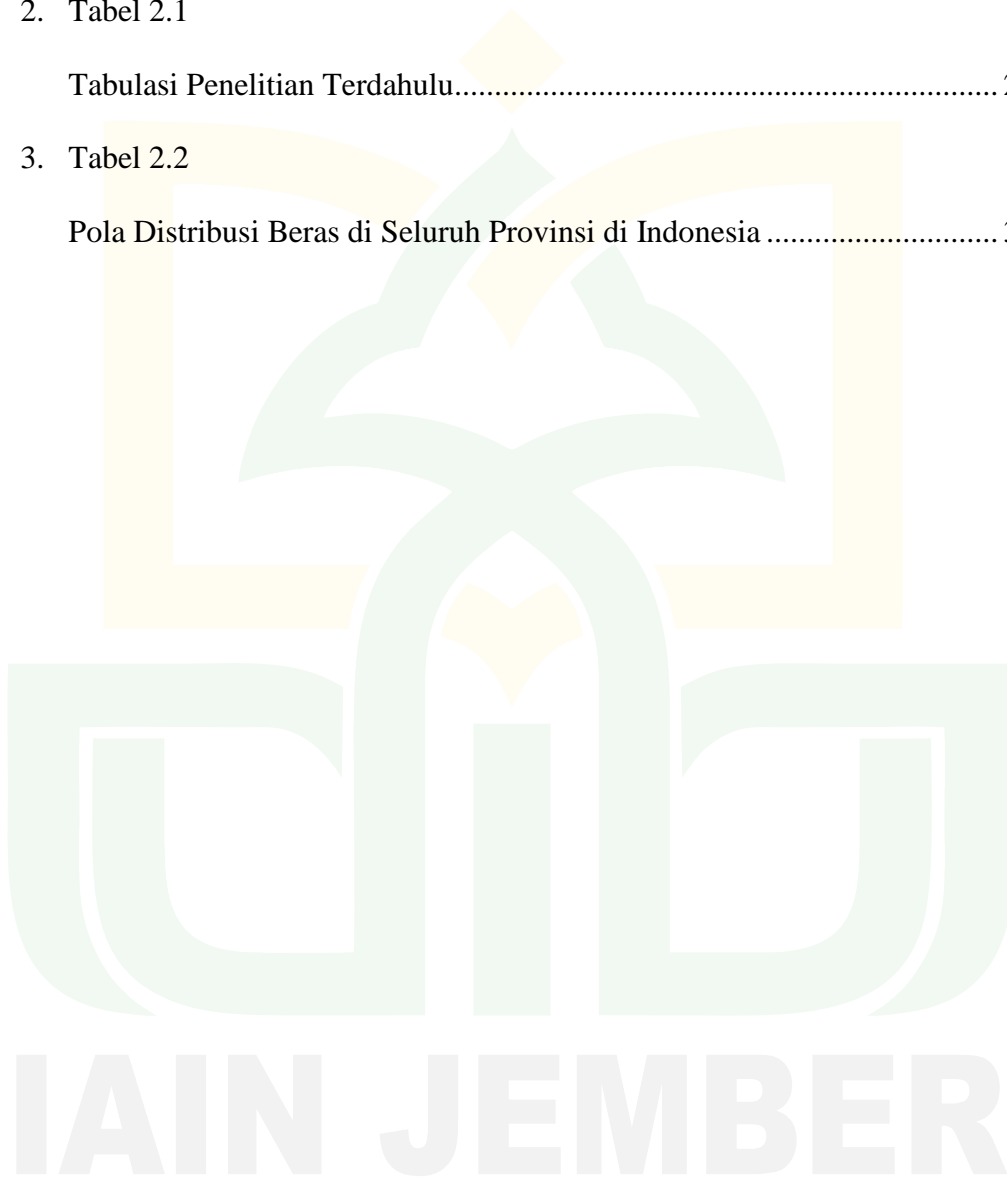 2. Tabel 2.1
Tabulasi Penelitian Terdahulu....................................................................
3. Tabel 2.2
Pola Distribusi Beras di Seluruh Provinsi di Indonesia .............................
IAIN JEMBER